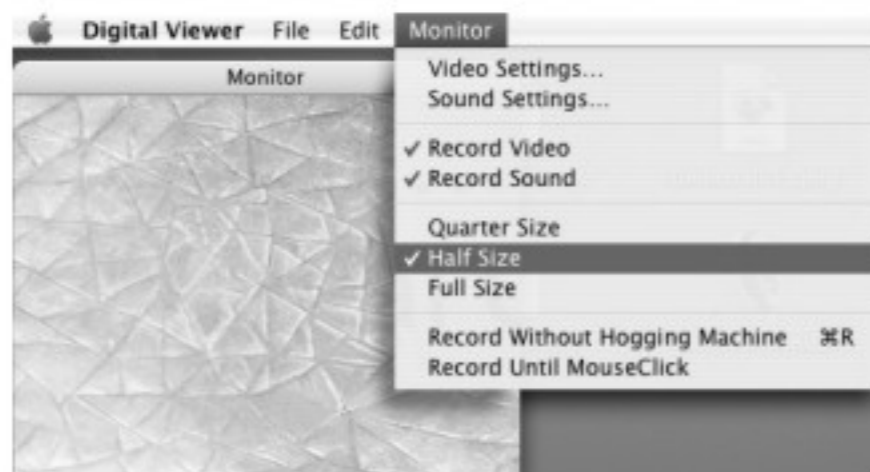 Digital Viewer File Edit Monitor
Monitor
Video Settings...
Sound Settings...
✓ Record Video
✓ Record Sound
Quarter Size
✓ Half Size
Full Size
Record Without Hogging Machine ⌘R
Record Until MouseClick